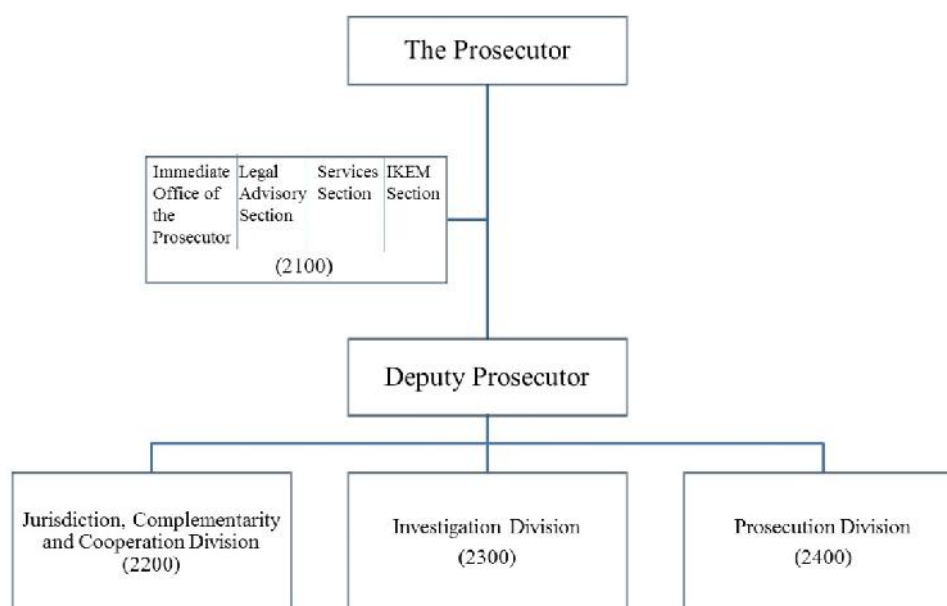 The Prosecutor
Immediate
Office of
the
Prosecutor
Legal
Advisory
Section
Services
Section
IKEM
Section
(2100)
Deputy Prosecutor
Jurisdiction, Complementarity
and Cooperation Division
(2200)
Investigation Division
(2300)
Prosecution Division
(2400)